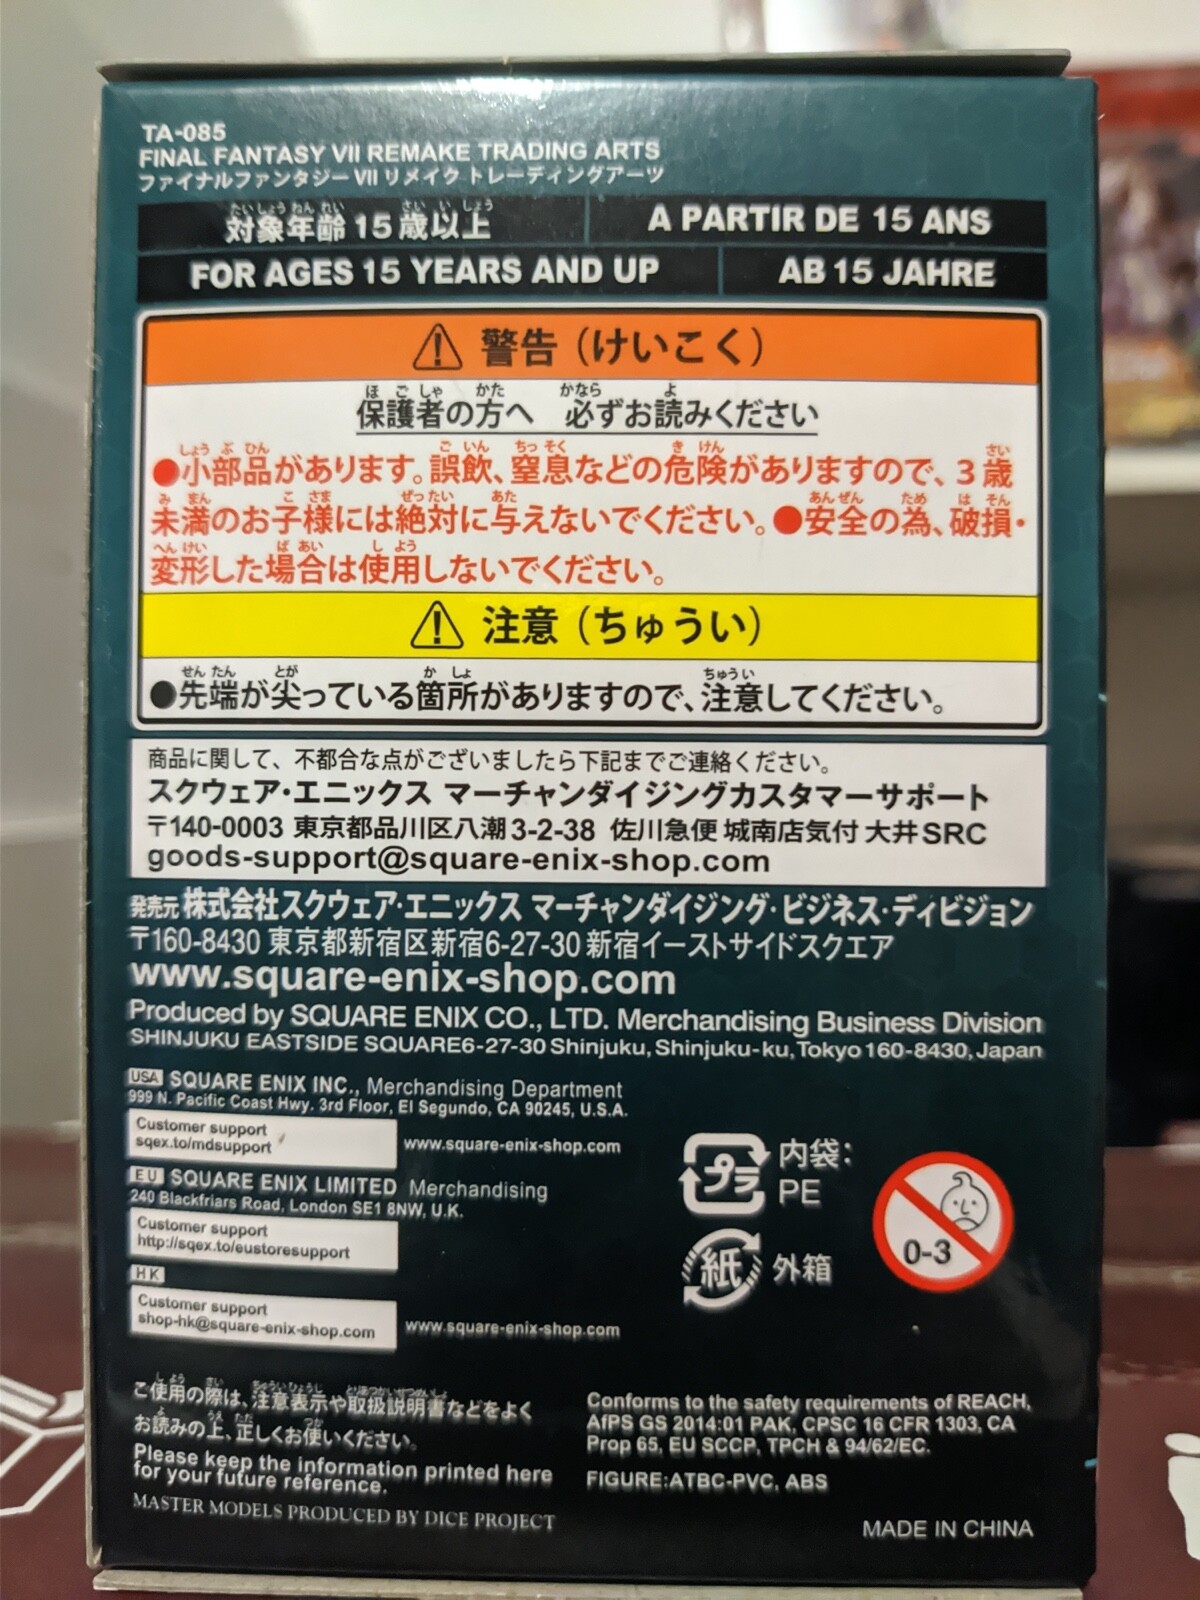 TA-085
FINAL FANTASY VII REMAKE TRADING ARTS
ファイナルファンタジー VII リメイク トレーディングアーツ
対象年齢 15 歳以上
A PARTIR DE 15 ANS
FOR AGES 15 YEARS AND UP
AB 15 JAHRE
警告（けいこく）
保護者の方へ 必ずお読みください
●小部品があります。誤飲、窒息などの危険がありますので、3歳
未満のお子様には絶対に与えないでください。●安全の為、破損・
変形した場合は使用しないでください。
注意（ちゅうい）
●先端が尖っている箇所がありますので、注意してください。
商品に関して、不都合な点がございましたら下記までご連絡ください。
スクウェア・エニックス マーチャンダイジングカスタマーサポート
〒140-0003 東京都品川区八潮3-2-38 佐川急便 城南店気付 大井SRC
goods-support@square-enix-shop.com
発売元 株式会社スクウェア・エニックス マーチャンダイジング・ビジネス・ディビジョン
〒160-8430 東京都新宿区新宿6-27-30 新宿イーストサイドスクエア
www.square-enix-shop.com
Produced by SQUARE ENIX CO., LTD. Merchandising Business Division
SHINJUKU EASTSIDE SQUARE6-27-30 Shinjuku, Shinjuku-ku, Tokyo 160-8430, Japan
USA SQUARE ENIX INC., Merchandising Department
999 N. Pacific Coast Hwy. 3rd Floor, El Segundo, CA 90245, U.S.A.
Customer support
sqex.to/mdsupport
www.square-enix-shop.com
EU SQUARE ENIX LIMITED Merchandising
240 Blackfriars Road, London SE1 8NW, U.K.
Customer support
http://sqex.to/eustoresupport
HK
Customer support
shop-hk@square-enix-shop.com
www.square-enix-shop.com
プラ 内袋：
PE
紙 外箱
0-3
ご使用の際は、注意表示や取扱説明書などをよく
お読みの上、正しくお使いください。
Please keep the information printed here
for your future reference.
MASTER MODELS PRODUCED BY DICE PROJECT
Conforms to the safety requirements of REACH,
AfPS GS 2014:01 PAK, CPSC 16 CFR 1303, CA
Prop 65, EU SCCP, TPCH & 94/62/EC.
FIGURE:ATBC-PVC, ABS
MADE IN CHINA